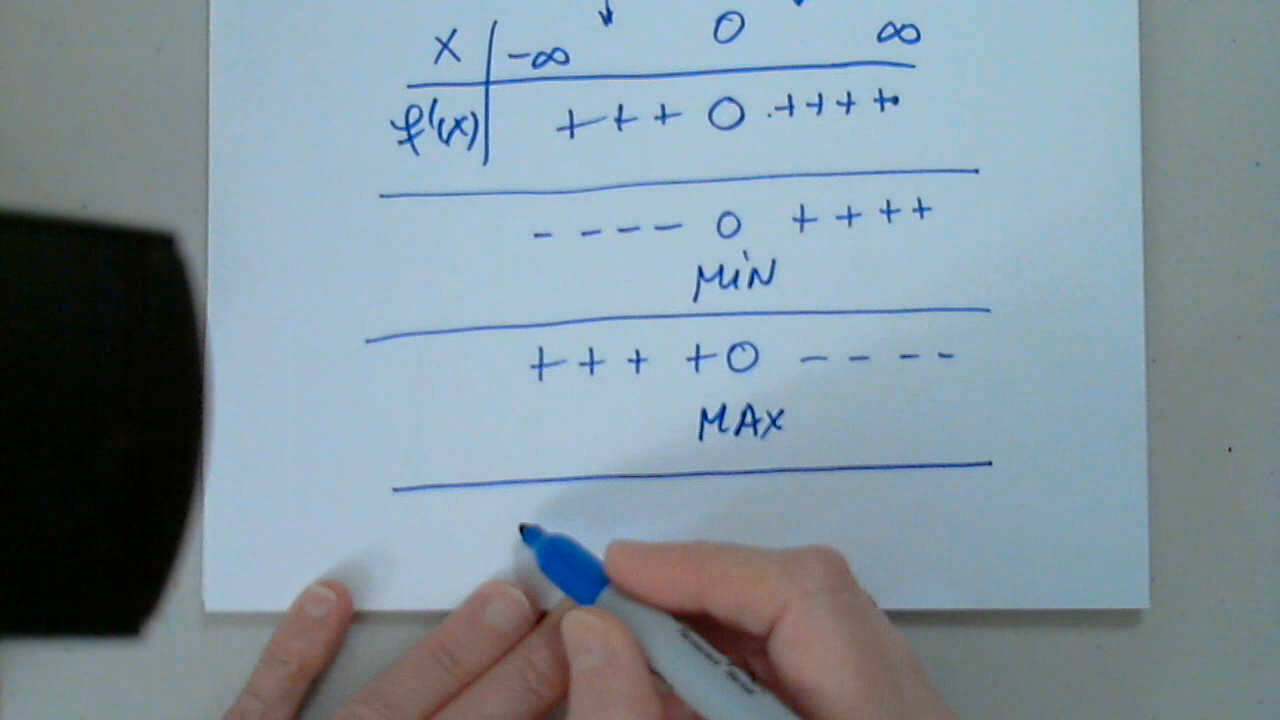 x | -∞ 0 ∞
f'(x) | + + + 0 + + + +
- - - - 0 + + + +
MIN
+ + + + 0 - - - -
MAX